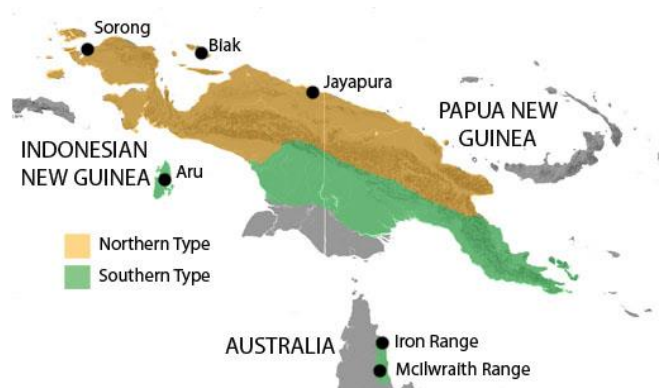 Sorong
Biak
Jayapura
PAPUA NEW
GUINEA
INDONESIAN
NEW GUINEA
Aru
Northern Type
Southern Type
AUSTRALIA
Iron Range
McIlwraith Range